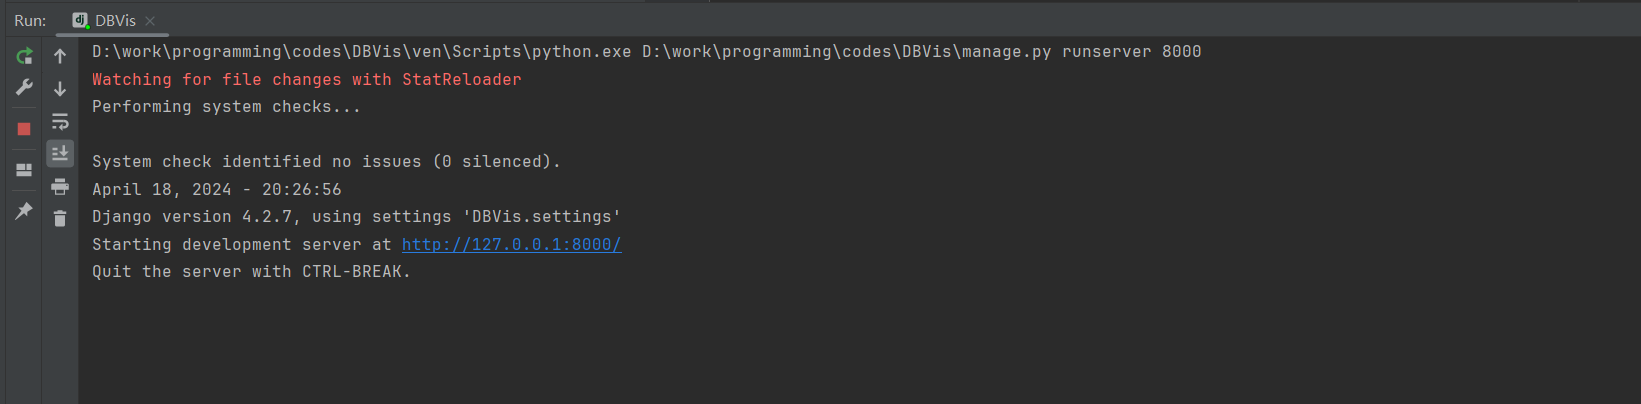 Run: dj DBVis
D:\work\programming\codes\DBVis\ven\Scripts\python.exe D:\work\programming\codes\DBVis\manage.py runserver 8000
Watching for file changes with StatReloader
Performing system checks...
System check identified no issues (0 silenced).
April 18, 2024 - 20:26:56
Django version 4.2.7, using settings 'DBVis.settings'
Starting development server at http://127.0.0.1:8000/
Quit the server with CTRL-BREAK.